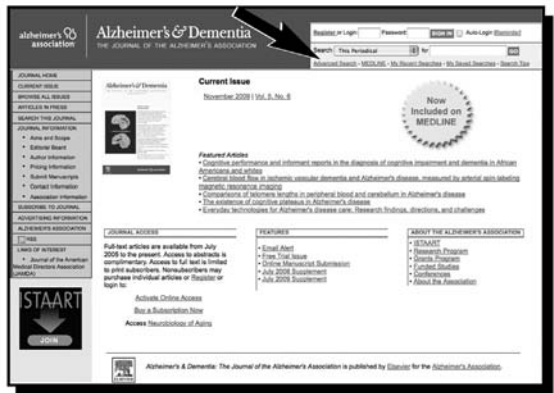 alzheimer's
association
Alzheimer's & Dementia
THE JOURNAL OF THE ALZHEIMER'S ASSOCIATION
Register or Login: Password: SIGN IN Auto-Login [Reminder]
Search This Periodical for GO
Advanced Search - MEDLINE - My Recent Searches - My Saved Searches - Search Tips
JOURNAL HOME
CURRENT ISSUE
BROWSE ALL ISSUES
ARTICLES IN PRESS
SEARCH THIS JOURNAL
JOURNAL INFORMATION
• Aims and Scope
• Editorial Board
• Author Information
• Pricing Information
• Submit Manuscripts
• Contact Information
• Association Information
SUBSCRIBE TO JOURNAL
ADVERTISING INFORMATION
ALZHEIMER'S ASSOCIATION
RSS
LINKS OF INTEREST
• Journal of the American
Medical Directors Association
(JAMDA)
ISTAART
JOIN
Alzheimer's & Dementia
Current Issue
November 2009 | Vol. 5, No. 6
Now
Included on
MEDLINE
Featured Articles
• Cognitive performance and informant reports in the diagnosis of cognitive impairment and dementia in African
Americans and whites
• Cerebral blood flow in ischemic vascular dementia and Alzheimer's disease, measured by arterial spin-labeling
magnetic resonance imaging
• Comparisons of telomere lengths in peripheral blood and cerebellum in Alzheimer's disease
• The existence of cognitive plateaus in Alzheimer's disease
• Everyday technologies for Alzheimer's disease care: Research findings, directions, and challenges
JOURNAL ACCESS
Full-text articles are available from July
2005 to the present. Access to abstracts is
complimentary. Access to full text is limited
to print subscribers. Nonsubscribers may
purchase individual articles or Register or
login to:
Activate Online Access
Buy a Subscription Now
Access Neurobiology of Aging
FEATURES
• Email Alert
• Free Trial Issue
• Online Manuscript Submission
• July 2008 Supplement
• July 2009 Supplement
ABOUT THE ALZHEIMER'S ASSOCIATION
• ISTAART
• Research Program
• Grants Program
• Funded Studies
• Conferences
• About the Association
ELSEVIER
Alzheimer's & Dementia: The Journal of the Alzheimer's Association is published by Elsevier for the Alzheimer's Association.